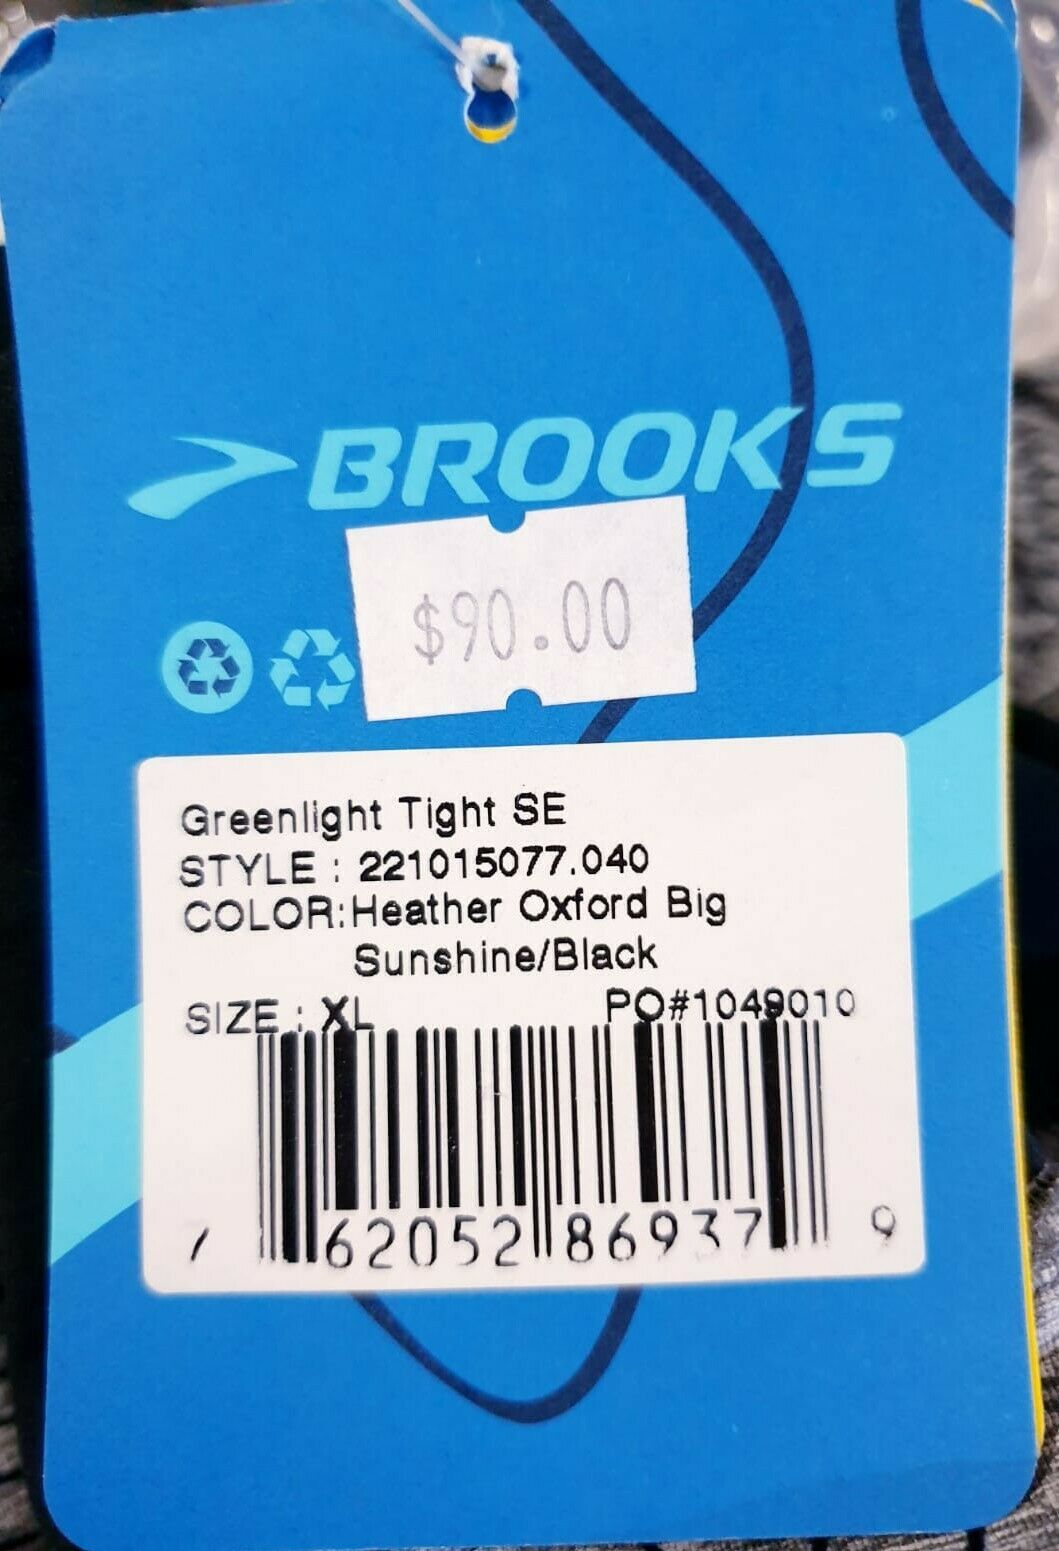 BROOKS
$90.00
Greenlight Tight SE
STYLE : 221015077.040
COLOR:Heather Oxford Big
Sunshine/Black
SIZE : XL PO#1049010
7 62052 86937 9